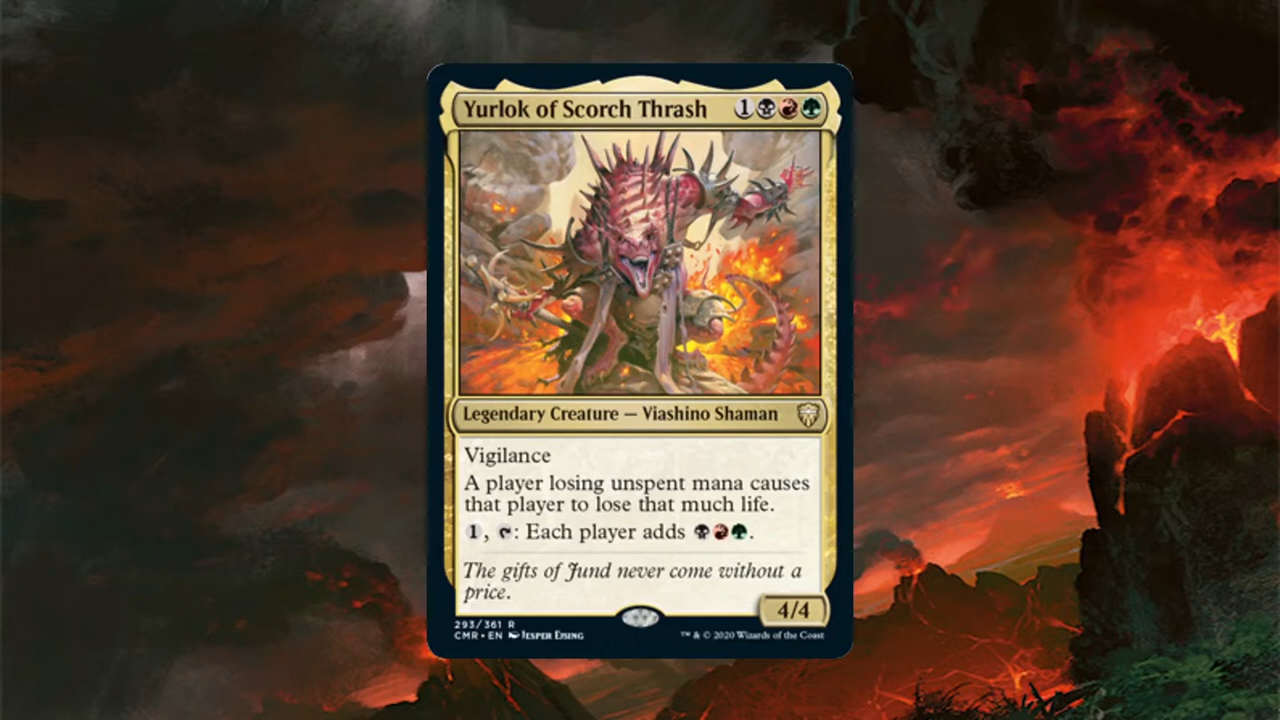 Yurlok of Scorch Thrash 1
Legendary Creature — Viashino Shaman
Vigilance
A player losing unspent mana causes
that player to lose that much life.
1, : Each player adds .
The gifts of Jund never come without a
price.
4/4
293/361 R
CMR • EN Jesper Ejsing
™ & © 2020 Wizards of the Coast